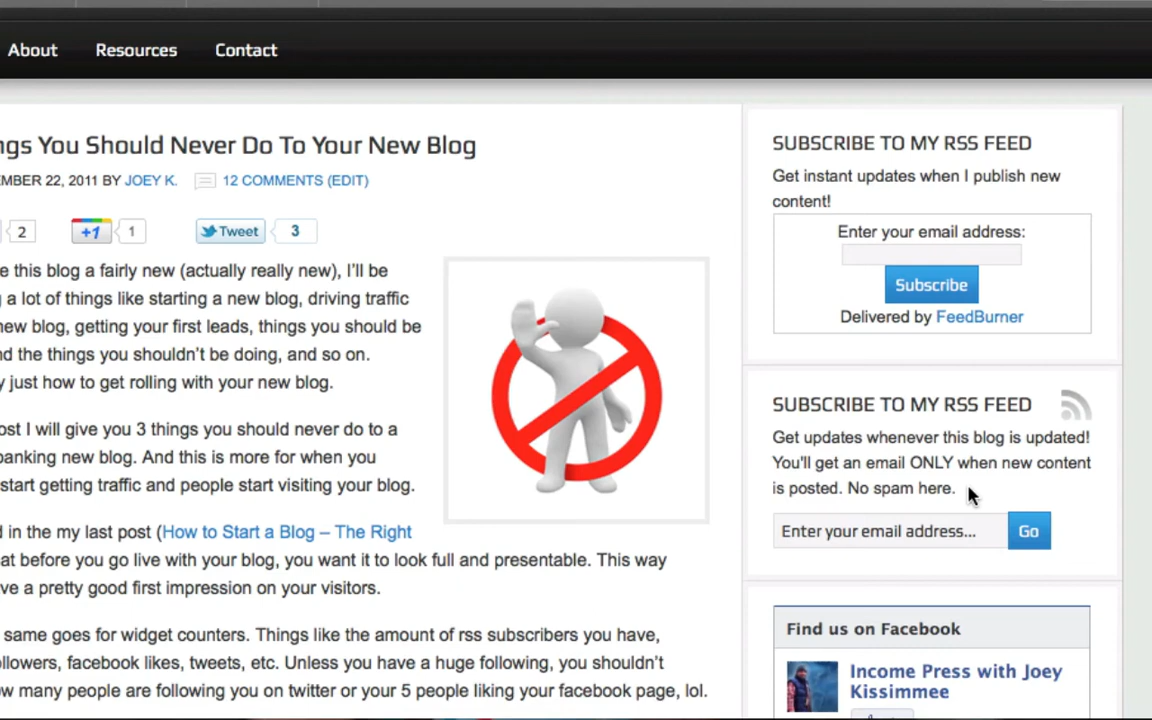 About Resources Contact
ngs You Should Never Do To Your New Blog
EMBER 22, 2011 BY JOEY K. 12 COMMENTS (EDIT)
2 +1 1 Tweet 3
e this blog a fairly new (actually really new), I'll be
g a lot of things like starting a new blog, driving traffic
new blog, getting your first leads, things you should be
nd the things you shouldn't be doing, and so on.
y just how to get rolling with your new blog.
ost I will give you 3 things you should never do to a
banking new blog. And this is more for when you
start getting traffic and people start visiting your blog.
d in the my last post (How to Start a Blog – The Right
at before you go live with your blog, you want it to look full and presentable. This way
ve a pretty good first impression on your visitors.
same goes for widget counters. Things like the amount of rss subscribers you have,
ollowers, facebook likes, tweets, etc. Unless you have a huge following, you shouldn't
ow many people are following you on twitter or your 5 people liking your facebook page, lol.
SUBSCRIBE TO MY RSS FEED
Get instant updates when I publish new
content!
Enter your email address:
Subscribe
Delivered by FeedBurner
SUBSCRIBE TO MY RSS FEED
Get updates whenever this blog is updated!
You'll get an email ONLY when new content
is posted. No spam here.
Enter your email address... Go
Find us on Facebook
Income Press with Joey
Kissimmee